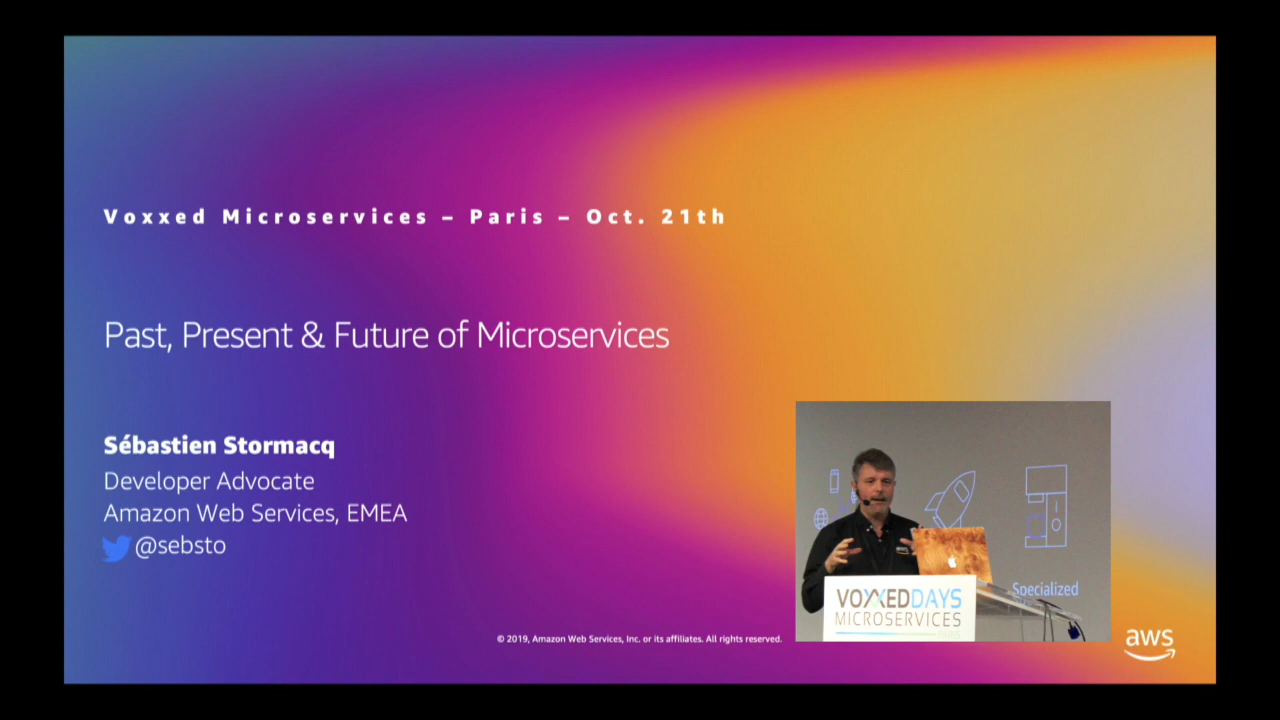 Voxxed Microservices – Paris – Oct. 21th
Past, Present & Future of Microservices
Sébastien Stormacq
Developer Advocate
Amazon Web Services, EMEA
@sebsto
Specialized
VOXXEDDAYS
MICROSERVICES
© 2019, Amazon Web Services, Inc. or its affiliates. All rights reserved.
aws